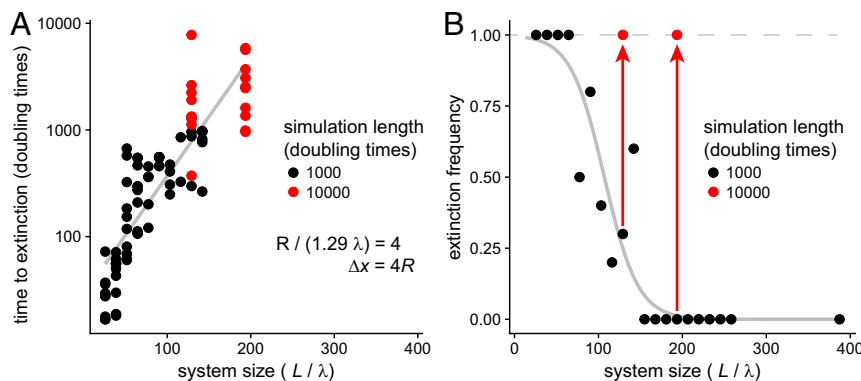 A
time to extinction (doubling times)
10000
1000
100
simulation length
(doubling times)
1000
10000
R / (1.29 λ) = 4
Δx = 4R
100
200
300
400
system size ( L / λ)
B
extinction frequency
1.00
0.75
0.50
0.25
0.00
simulation length
(doubling times)
1000
10000
0
100
200
300
400
system size ( L / λ)